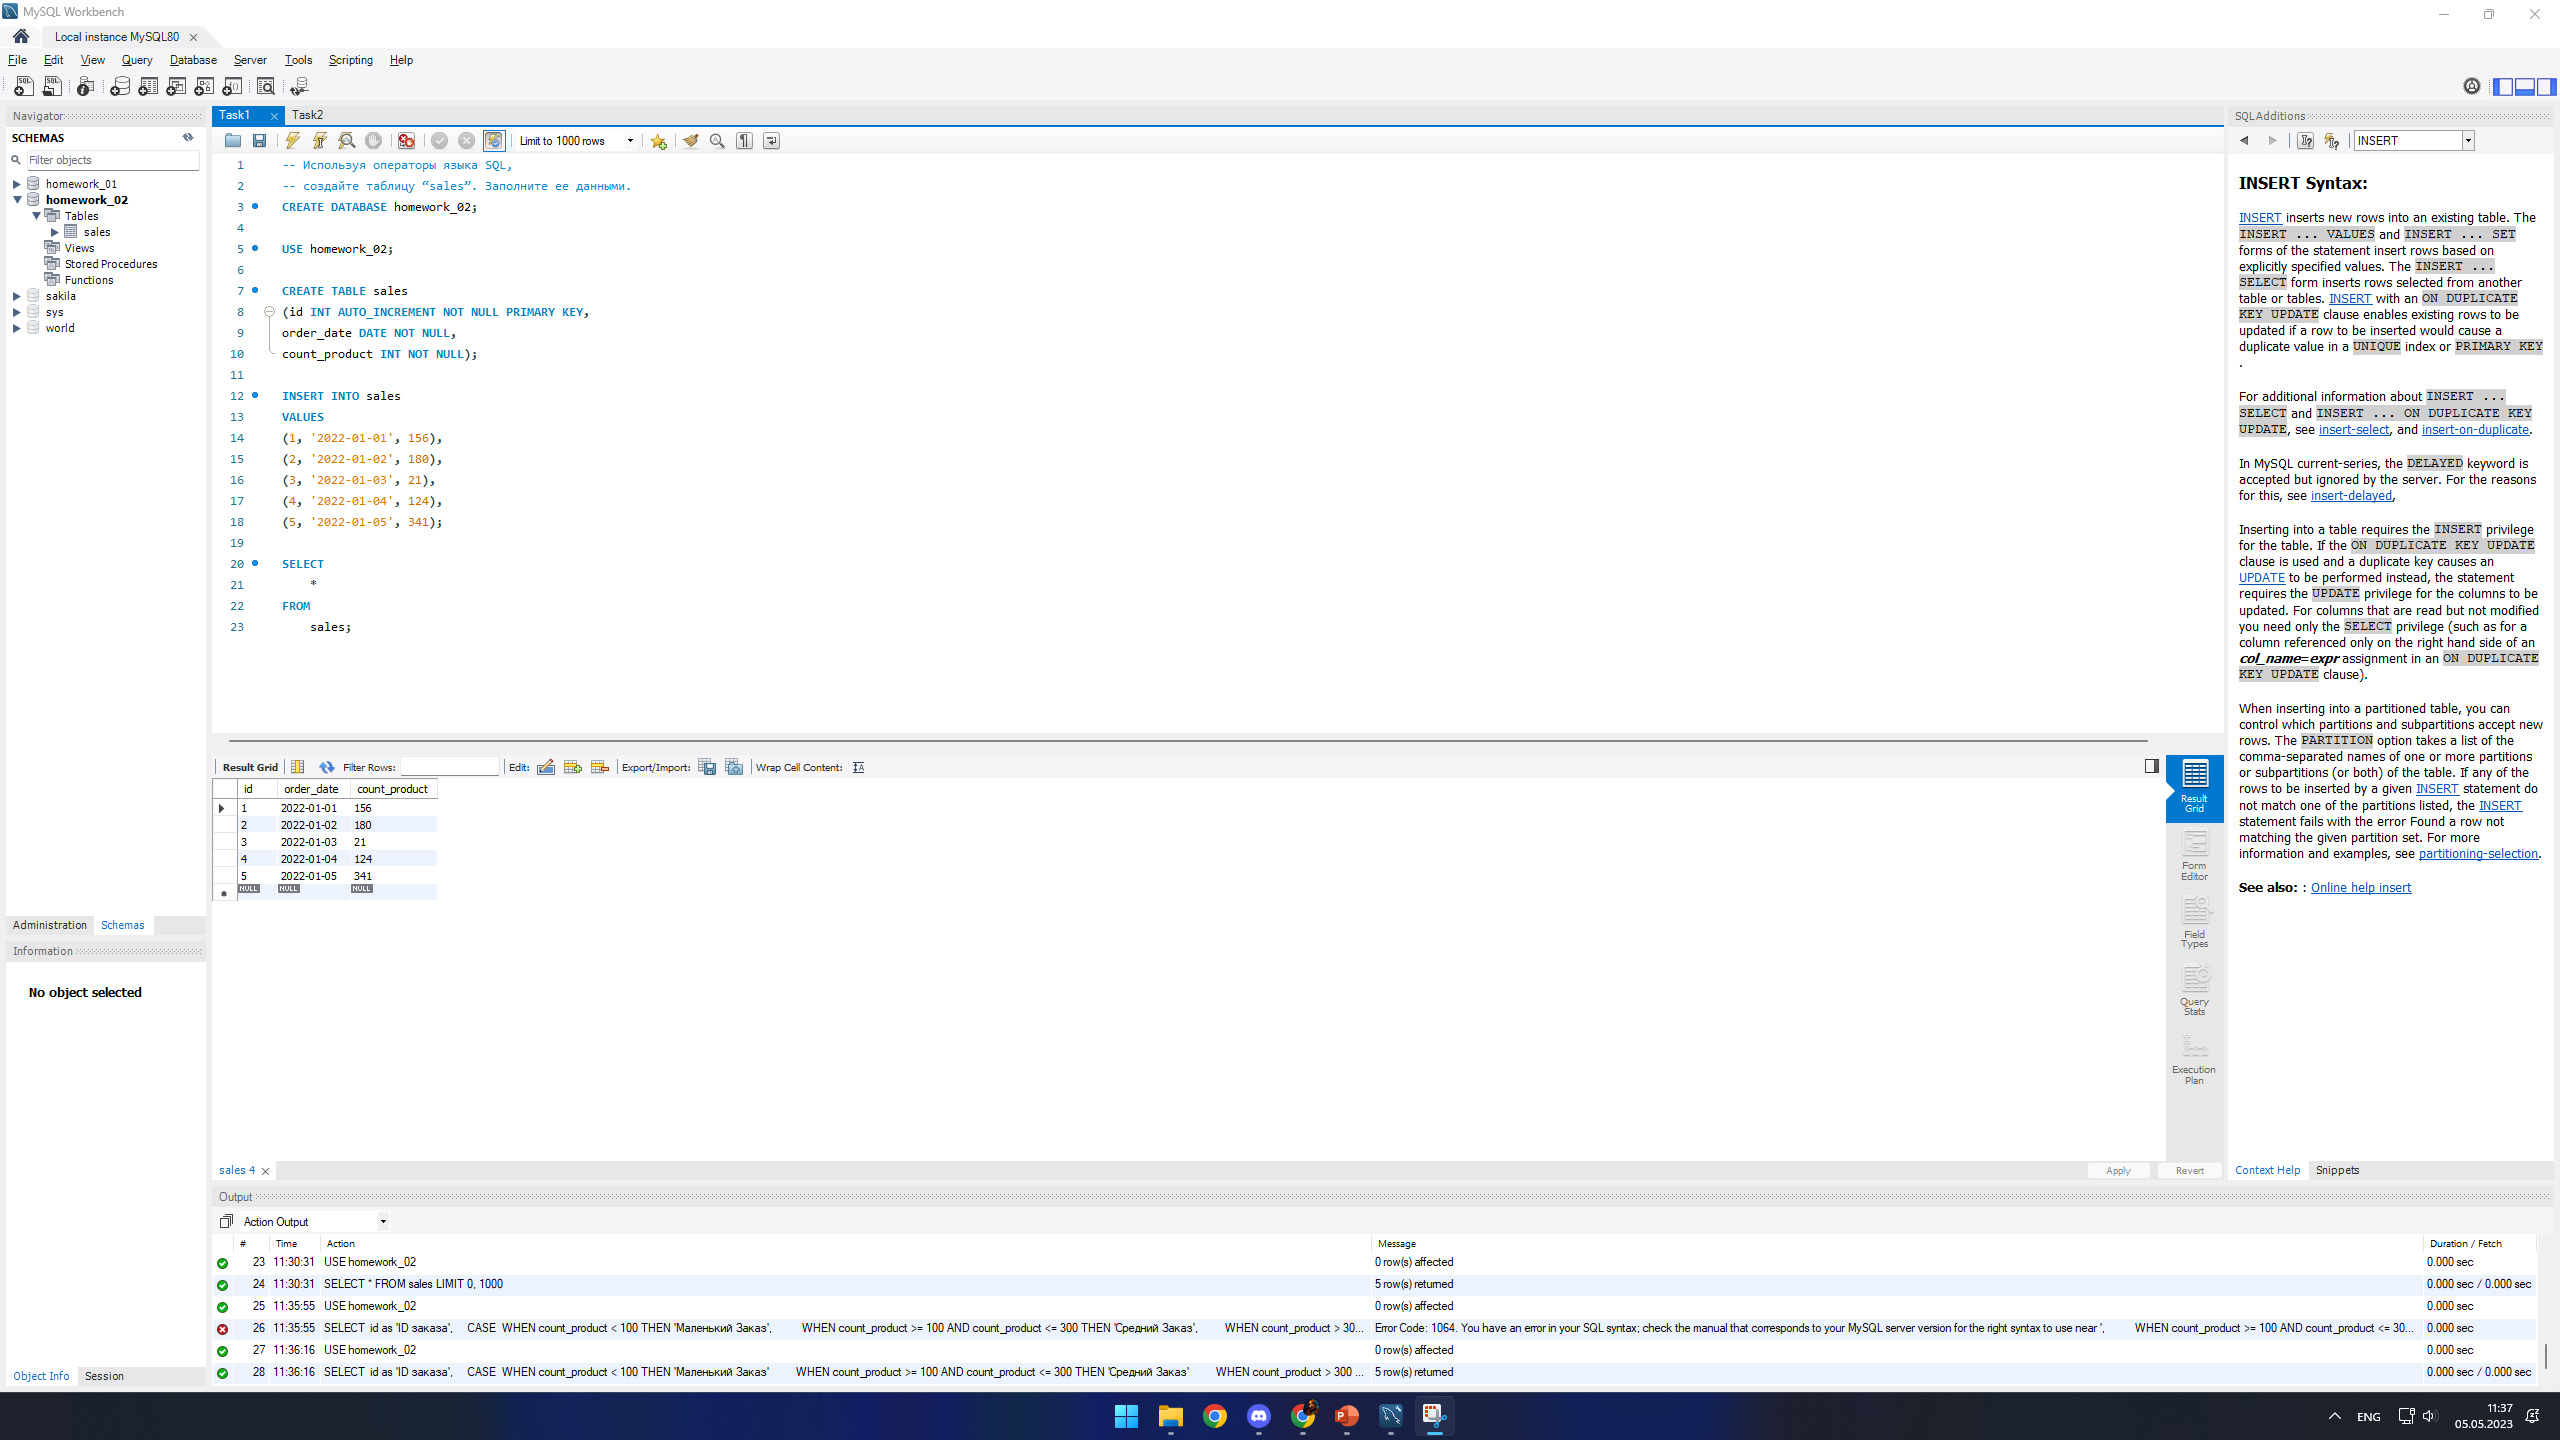 MySQL Workbench
Local instance MySQL80
File Edit View Query Database Server Tools Scripting Help
Navigator
SCHEMAS
Filter objects
homework_01
homework_02
Tables
sales
Views
Stored Procedures
Functions
sakila
sys
world
Administration Schemas
Information
No object selected
Object Info Session
Task1 Task2
Limit to 1000 rows
1 -- Используя операторы языка SQL,
2 -- создайте таблицу “sales”. Заполните ее данными.
3 CREATE DATABASE homework_02;
4
5 USE homework_02;
6
7 CREATE TABLE sales
8 (id INT AUTO_INCREMENT NOT NULL PRIMARY KEY,
9 order_date DATE NOT NULL,
10 count_product INT NOT NULL);
11
12 INSERT INTO sales
13 VALUES
14 (1, '2022-01-01', 156),
15 (2, '2022-01-02', 180),
16 (3, '2022-01-03', 21),
17 (4, '2022-01-04', 124),
18 (5, '2022-01-05', 341);
19
20 SELECT
21 *
22 FROM
23 sales;
Result Grid Filter Rows: Edit: Export/Import: Wrap Cell Content:
id order_date count_product
1 2022-01-01 156
2 2022-01-02 180
3 2022-01-03 21
4 2022-01-04 124
5 2022-01-05 341
NULL NULL NULL
Result
Grid
Form
Editor
Field
Types
Query
Stats
Execution
Plan
sales 4
Apply Revert
Output
Action Output
# Time Action Message Duration / Fetch
23 11:30:31 USE homework_02 0 row(s) affected 0.000 sec
24 11:30:31 SELECT * FROM sales LIMIT 0, 1000 5 row(s) returned 0.000 sec / 0.000 sec
25 11:35:55 USE homework_02 0 row(s) affected 0.000 sec
26 11:35:55 SELECT id as 'ID заказа', CASE WHEN count_product < 100 THEN 'Маленький Заказ', WHEN count_product >= 100 AND count_product <= 300 THEN 'Средний Заказ', WHEN count_product > 30... Error Code: 1064. You have an error in your SQL syntax; check the manual that corresponds to your MySQL server version for the right syntax to use near ', WHEN count_product >= 100 AND count_product <= 30... 0.000 sec
27 11:36:16 USE homework_02 0 row(s) affected 0.000 sec
28 11:36:16 SELECT id as 'ID заказа', CASE WHEN count_product < 100 THEN 'Маленький Заказ' WHEN count_product >= 100 AND count_product <= 300 THEN 'Средний Заказ' WHEN count_product > 300 ... 5 row(s) returned 0.000 sec / 0.000 sec
SQLAdditions
INSERT
INSERT Syntax:
INSERT inserts new rows into an existing table. The
INSERT ... VALUES and INSERT ... SET
forms of the statement insert rows based on
explicitly specified values. The INSERT ...
SELECT form inserts rows selected from another
table or tables. INSERT with an ON DUPLICATE
KEY UPDATE clause enables existing rows to be
updated if a row to be inserted would cause a
duplicate value in a UNIQUE index or PRIMARY KEY
.
For additional information about INSERT ...
SELECT and INSERT ... ON DUPLICATE KEY
UPDATE, see insert-select, and insert-on-duplicate.
In MySQL current-series, the DELAYED keyword is
accepted but ignored by the server. For the reasons
for this, see insert-delayed,
Inserting into a table requires the INSERT privilege
for the table. If the ON DUPLICATE KEY UPDATE
clause is used and a duplicate key causes an
UPDATE to be performed instead, the statement
requires the UPDATE privilege for the columns to be
updated. For columns that are read but not modified
you need only the SELECT privilege (such as for a
column referenced only on the right hand side of an
col_name=expr assignment in an ON DUPLICATE
KEY UPDATE clause).
When inserting into a partitioned table, you can
control which partitions and subpartitions accept new
rows. The PARTITION option takes a list of the
comma-separated names of one or more partitions
or subpartitions (or both) of the table. If any of the
rows to be inserted by a given INSERT statement do
not match one of the partitions listed, the INSERT
statement fails with the error Found a row not
matching the given partition set. For more
information and examples, see partitioning-selection.
See also: : Online help insert
Context Help Snippets
ENG
11:37
05.05.2023